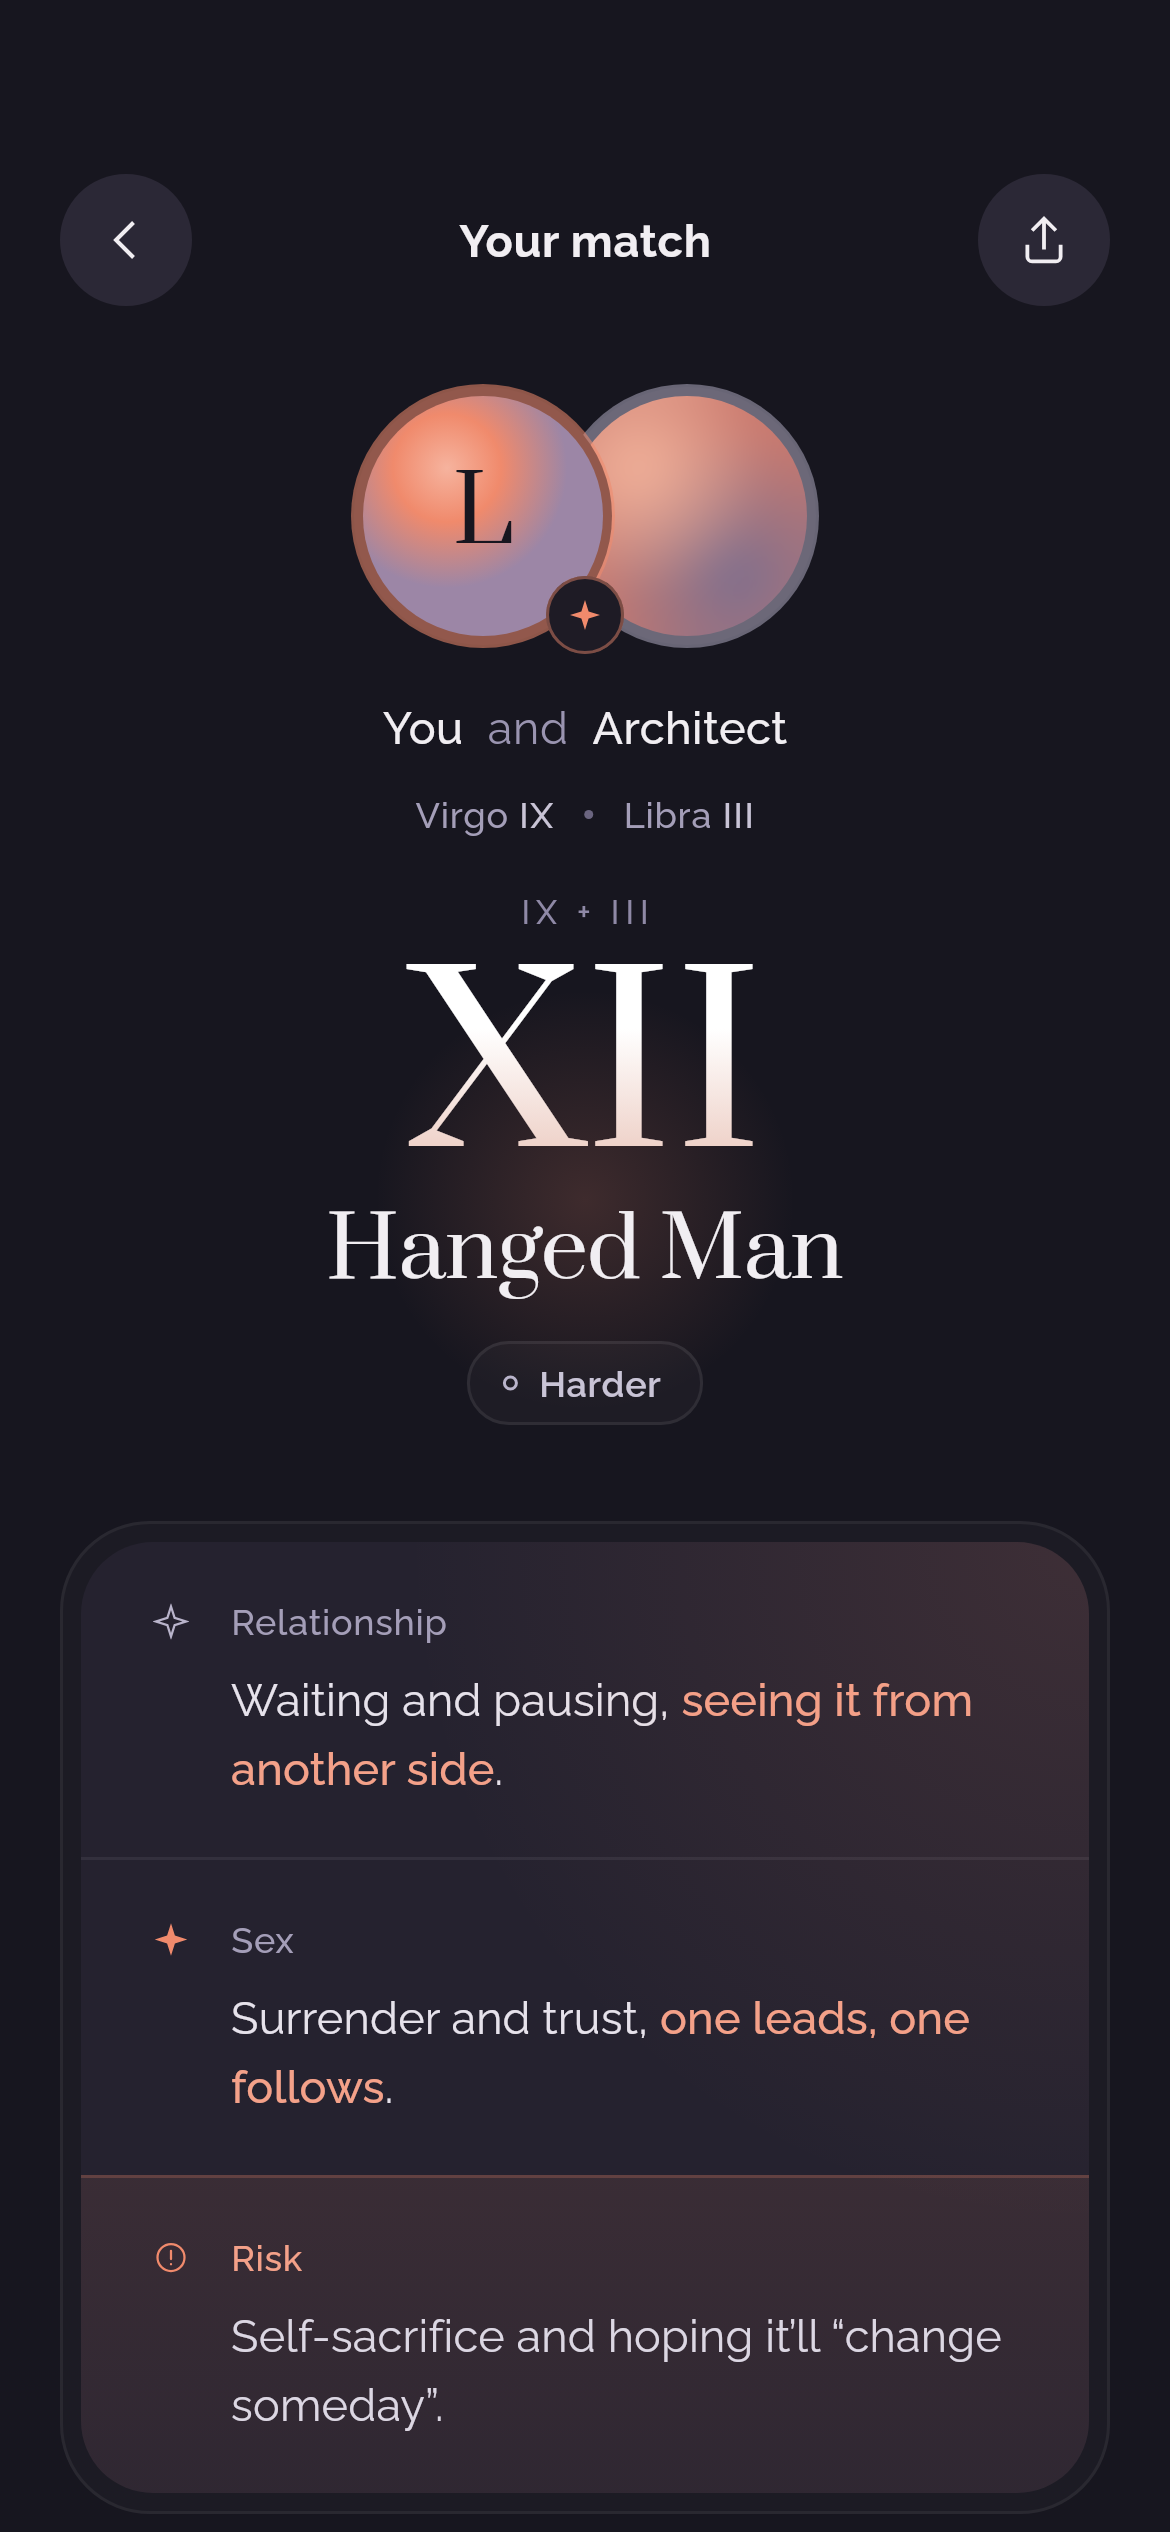 Your match
L
You and Architect
Virgo IX • Libra III
IX + III
XII
Hanged Man
Harder
Relationship
Waiting and pausing, seeing it from
another side.
Sex
Surrender and trust, one leads, one
follows.
Risk
Self-sacrifice and hoping it’ll “change
someday”.